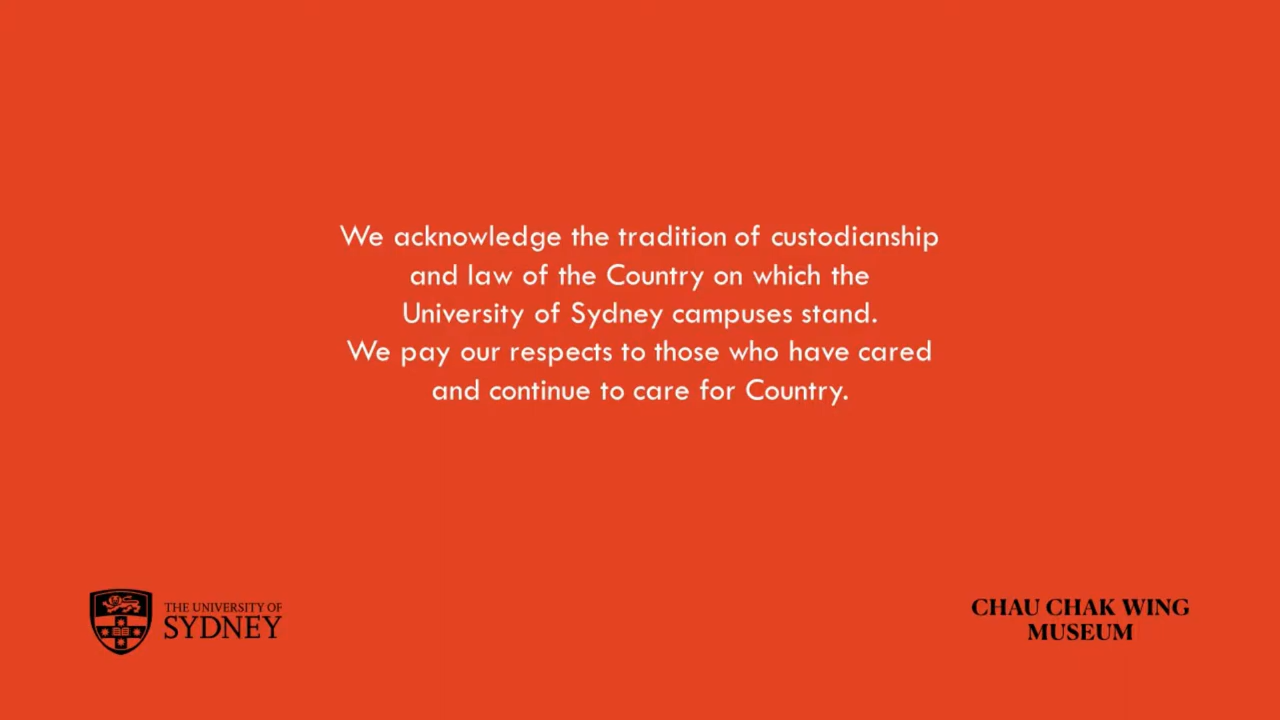 We acknowledge the tradition of custodianship
and law of the Country on which the
University of Sydney campuses stand.
We pay our respects to those who have cared
and continue to care for Country.
THE UNIVERSITY OF
SYDNEY
CHAU CHAK WING
MUSEUM